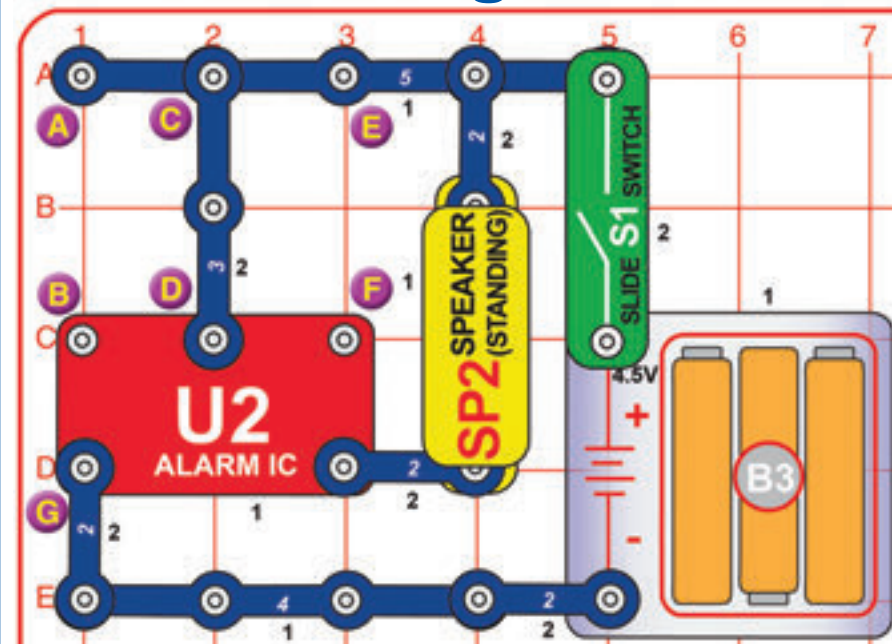 1 2 3 4 5 6 7
A 5
1
A C E
2 2
B
SLIDE S1 SWITCH
2
3 2
SP2 SPEAKER
(STANDING)
B D F 1
1
C
4.5V
+
U2
ALARM IC
D 2
B3
G 1 2
2 2
-
E 4 2
1 2